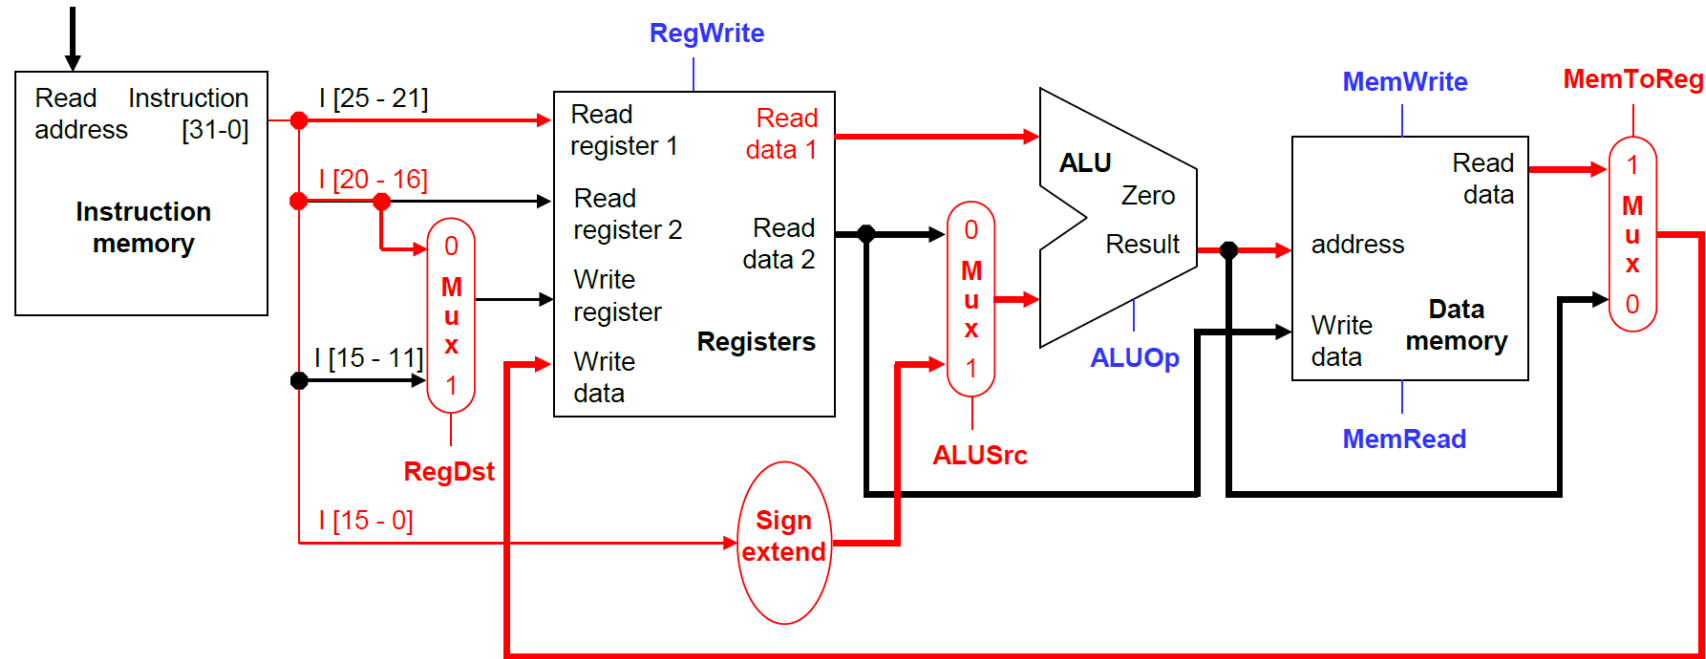 Read address
Instruction [31-0]
Instruction memory
I [25 - 21]
I [20 - 16]
I [15 - 11]
I [15 - 0]
0
M
u
x
1
RegDst
RegWrite
Read register 1
Read register 2
Write register
Write data
Read data 1
Read data 2
Registers
Sign extend
0
M
u
x
1
ALUSrc
ALU
Zero
Result
ALUOp
MemWrite
address
Write data
Read data
Data memory
MemRead
MemToReg
1
M
u
x
0